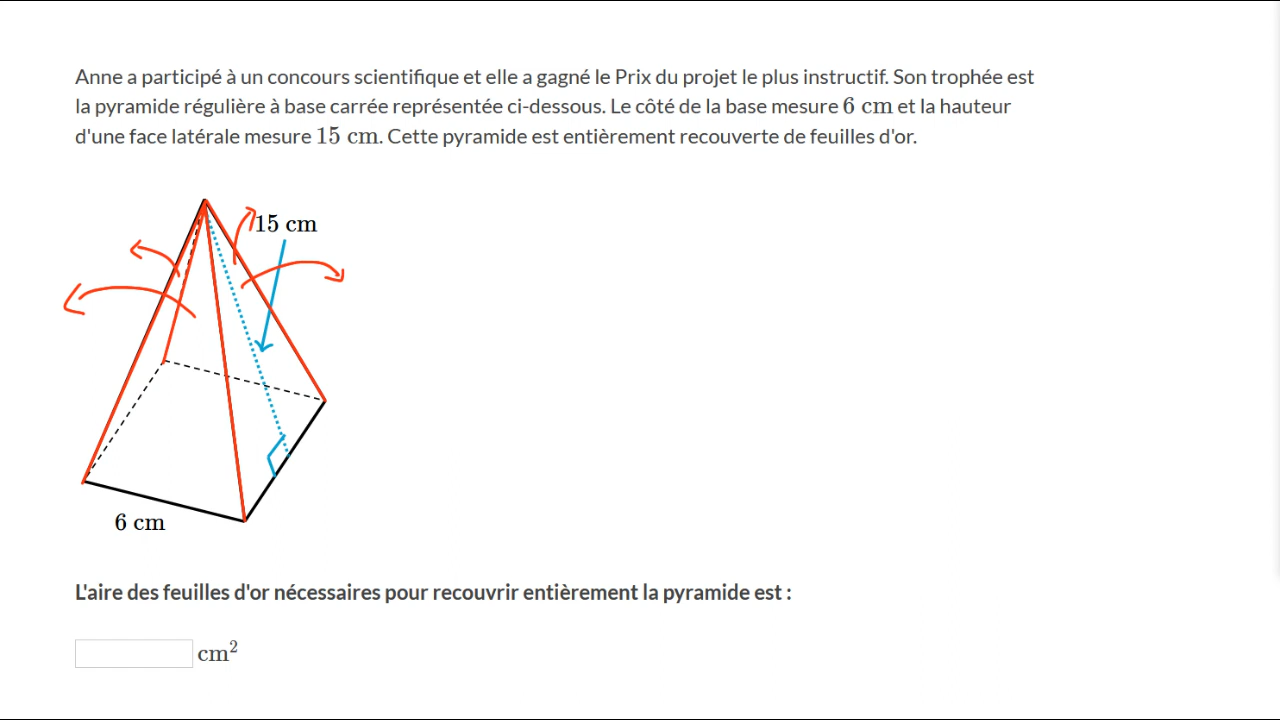 Anne a participé à un concours scientifique et elle a gagné le Prix du projet le plus instructif. Son trophée est
la pyramide régulière à base carrée représentée ci-dessous. Le côté de la base mesure 6 cm et la hauteur
d'une face latérale mesure 15 cm. Cette pyramide est entièrement recouverte de feuilles d'or.
15 cm
6 cm
L'aire des feuilles d'or nécessaires pour recouvrir entièrement la pyramide est :
cm²